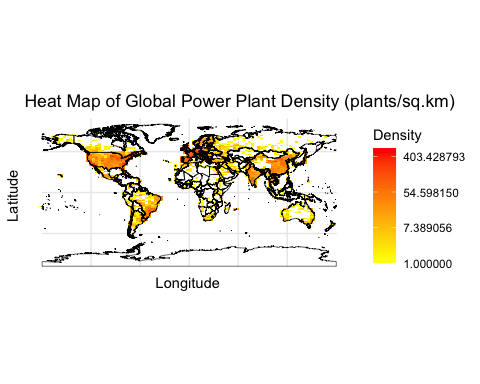 Heat Map of Global Power Plant Density (plants/sq.km)
Density
403.428793
54.598150
7.389056
1.000000
Latitude
Longitude